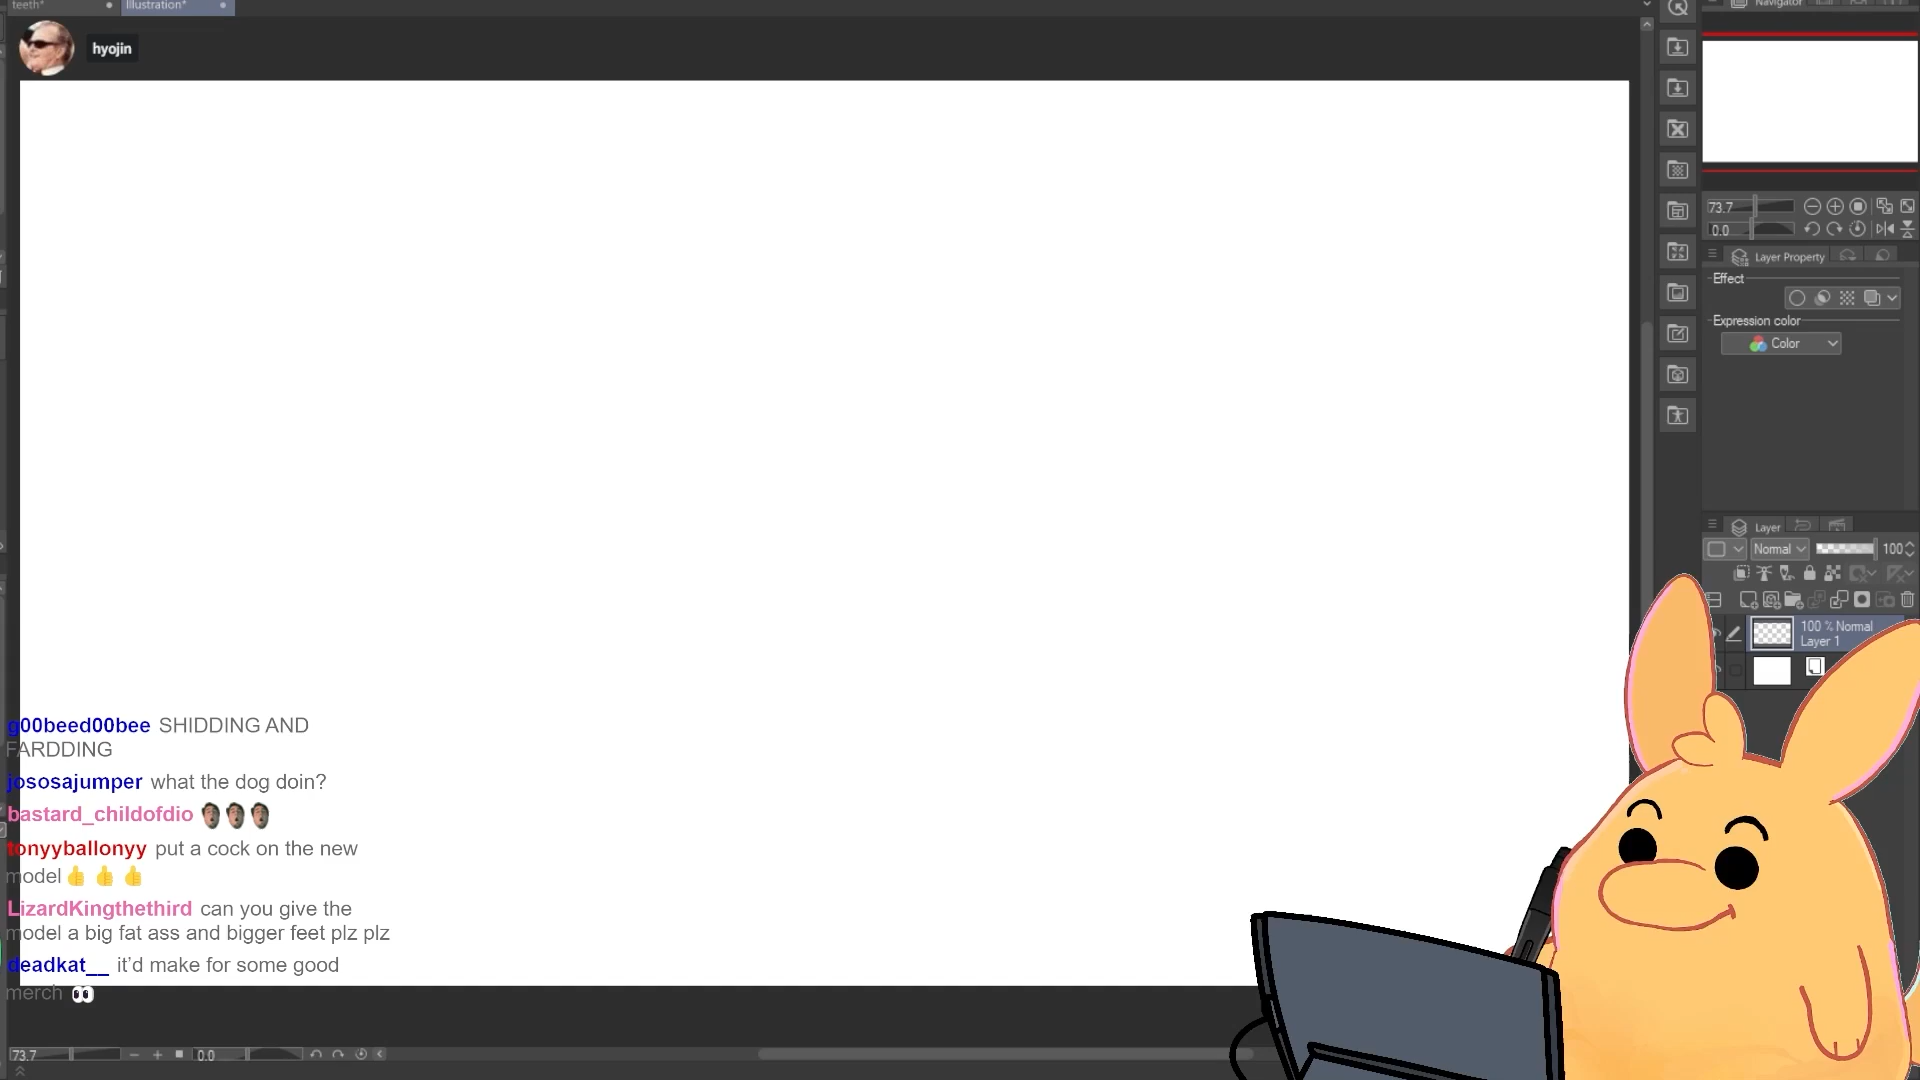 teeth*
Illustration*
Navigator
hyojin
73.7
0.0
Layer Property
Effect
Expression color
Color
Layer
Normal
100
100 % Normal
Layer 1
g00beed00bee SHIDDING AND
FARDDING
jososajumper what the dog doin?
bastard_childofdio
tonyyballonyy put a cock on the new
model 👍 👍 👍
LizardKingthethird can you give the
model a big fat ass and bigger feet plz plz
deadkat__ it’d make for some good
merch 👀
73.7
0.0